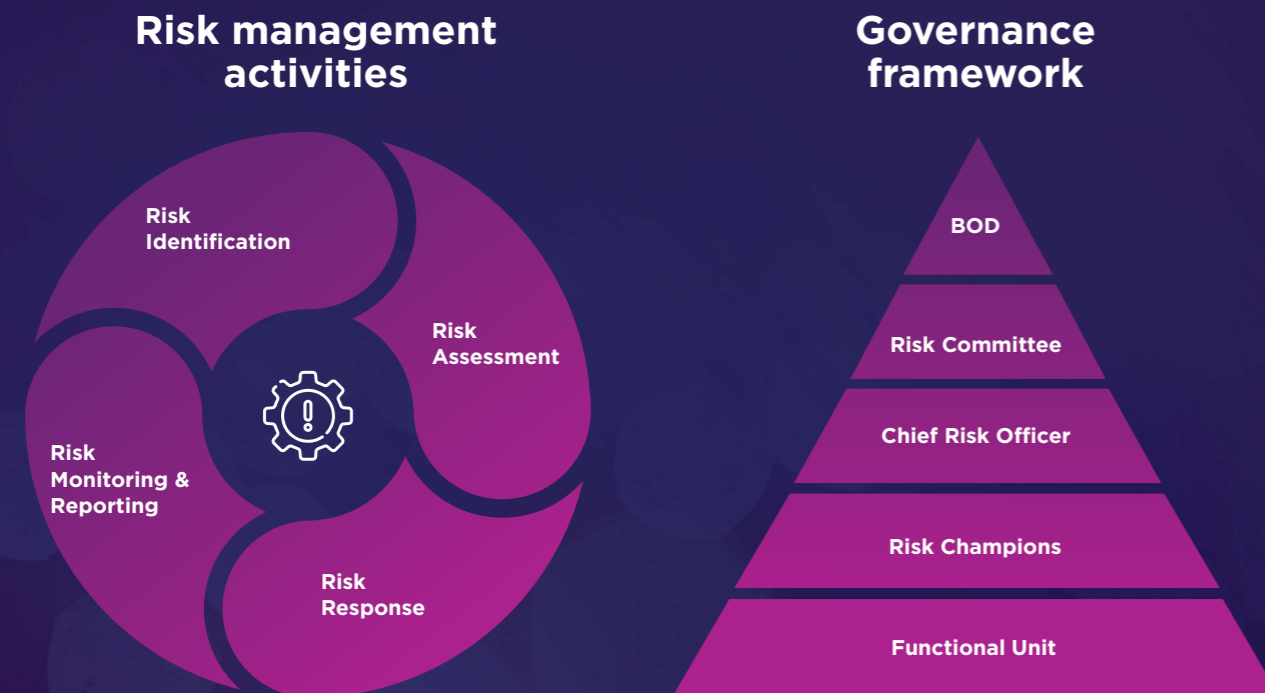 Risk management
activities
Risk
Identification
Risk
Assessment
Risk
Response
Risk
Monitoring &
Reporting
Governance
framework
BOD
Risk Committee
Chief Risk Officer
Risk Champions
Functional Unit